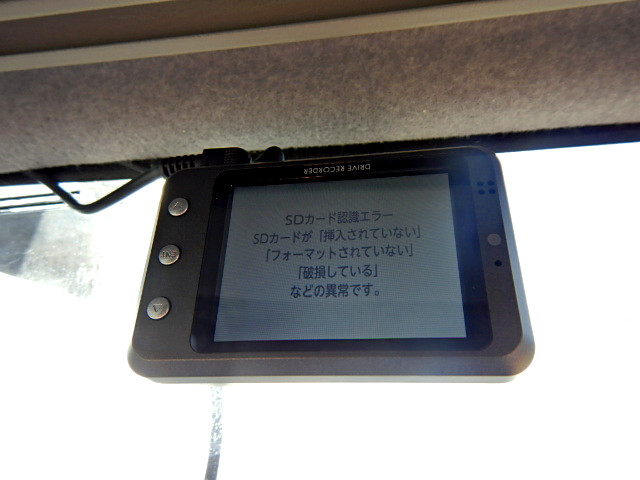 DRIVE RECORDER
SDカード認識エラー
SDカードが「挿入されていない」
「フォーマットされていない」
「破損している」
などの異常です。